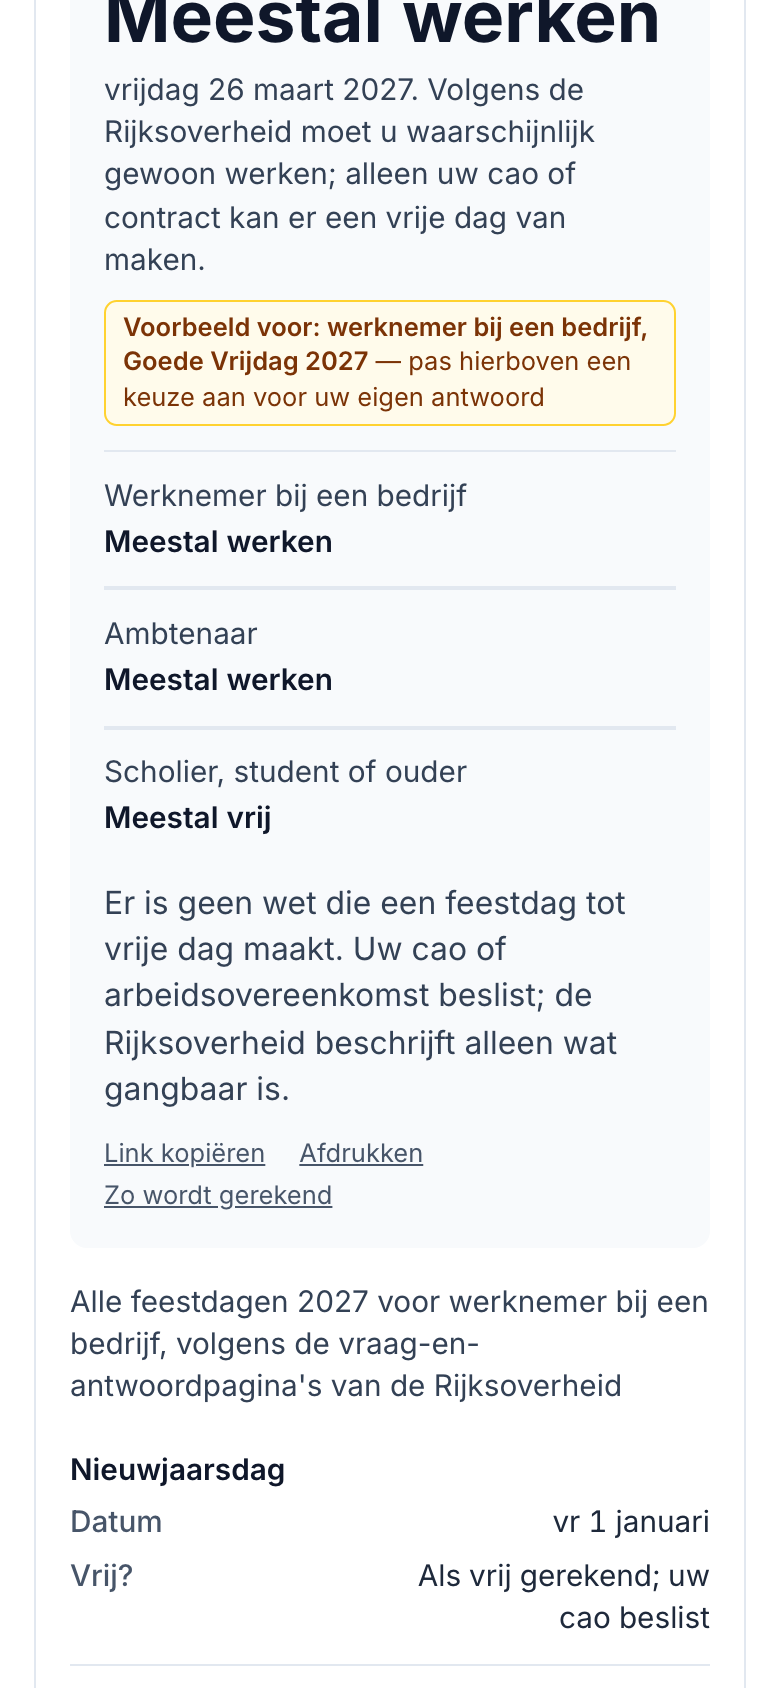 Meestal werken
vrijdag 26 maart 2027. Volgens de
Rijksoverheid moet u waarschijnlijk
gewoon werken; alleen uw cao of
contract kan er een vrije dag van
maken.
Voorbeeld voor: werknemer bij een bedrijf,
Goede Vrijdag 2027 — pas hierboven een
keuze aan voor uw eigen antwoord
Werknemer bij een bedrijf
Meestal werken
Ambtenaar
Meestal werken
Scholier, student of ouder
Meestal vrij
Er is geen wet die een feestdag tot
vrije dag maakt. Uw cao of
arbeidsovereenkomst beslist; de
Rijksoverheid beschrijft alleen wat
gangbaar is.
Link kopiëren Afdrukken
Zo wordt gerekend
Alle feestdagen 2027 voor werknemer bij een
bedrijf, volgens de vraag-en-
antwoordpagina's van de Rijksoverheid
Nieuwjaarsdag
Datum vr 1 januari
Vrij? Als vrij gerekend; uw
cao beslist